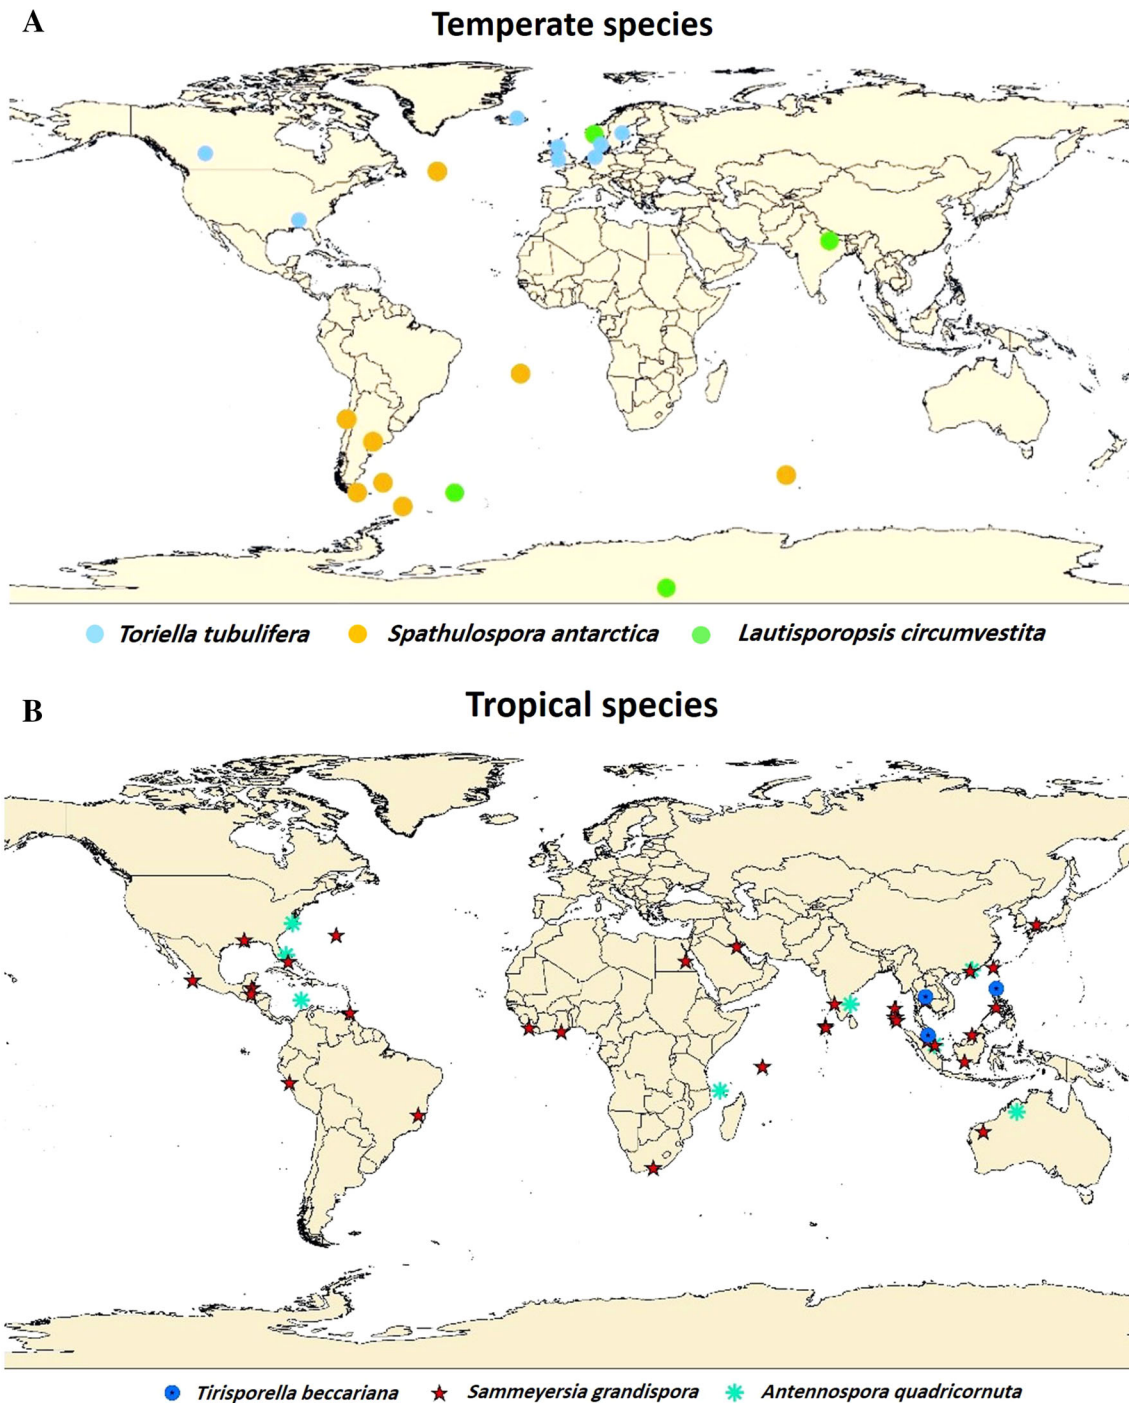 A
Temperate species
Toriella tubulifera Spathulospora antarctica Lautisporopsis circumvestita
B
Tropical species
Tirisporella beccariana Sammeyersia grandispora Antennospora quadricornuta